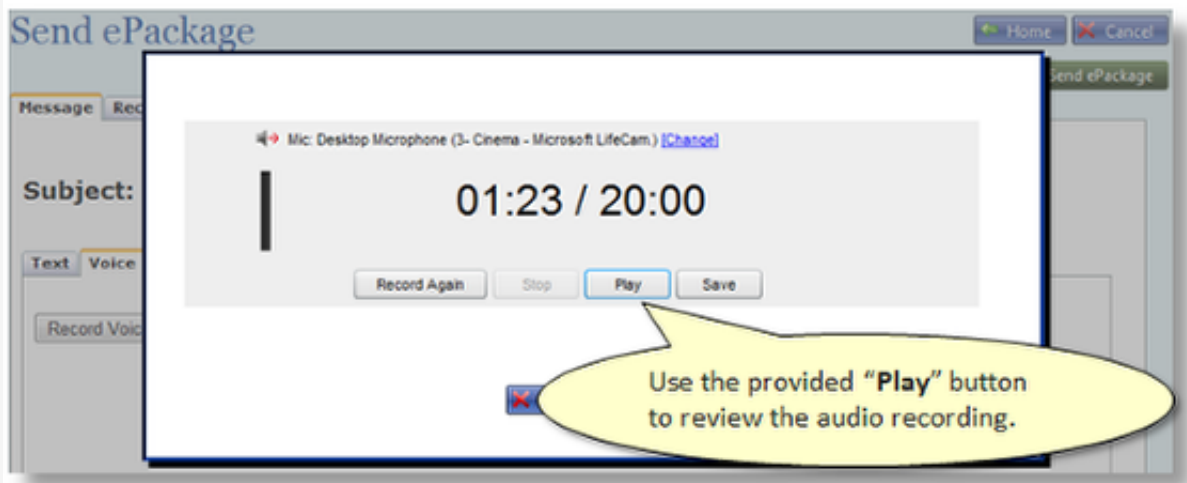 Send ePackage
Home
Cancel
Send ePackage
Message
Mic: Desktop Microphone (3- Cinema - Microsoft LifeCam.) [Change]
Subject:
01:23 / 20:00
Text
Voice
Record Again
Stop
Play
Save
Record
Use the provided “Play” button
to review the audio recording.